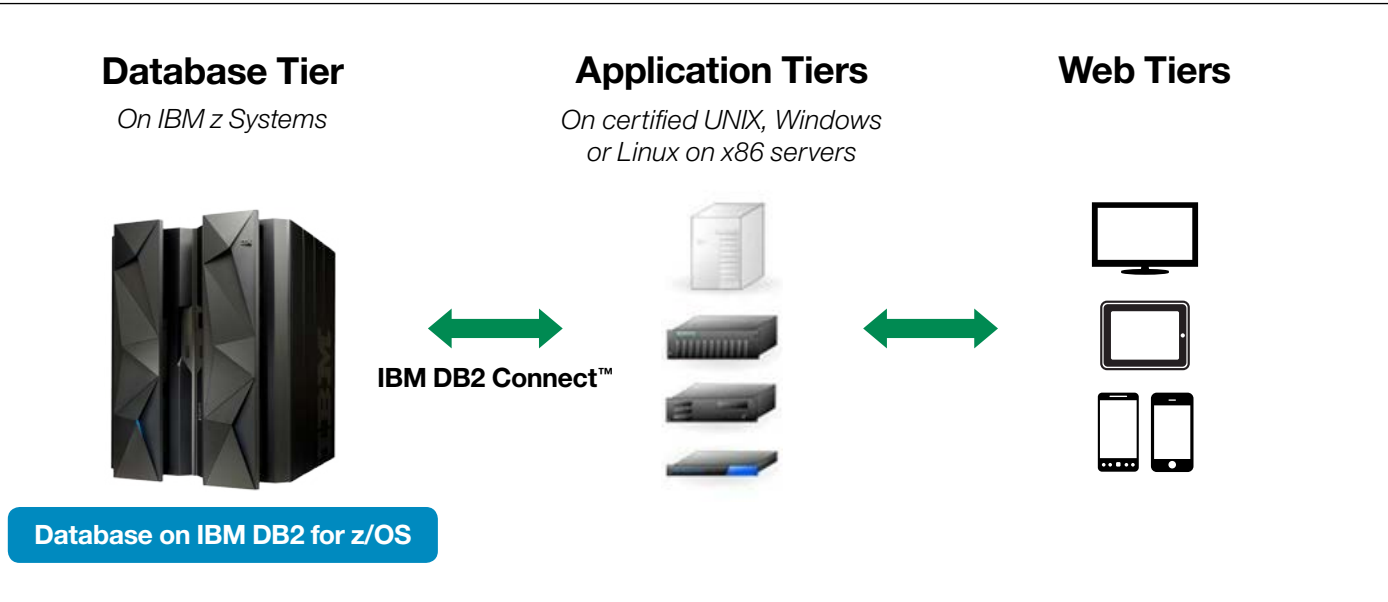 Database Tier
On IBM z Systems
Application Tiers
On certified UNIX, Windows
or Linux on x86 servers
Web Tiers
IBM
IBM DB2 Connect™
Database on IBM DB2 for z/OS